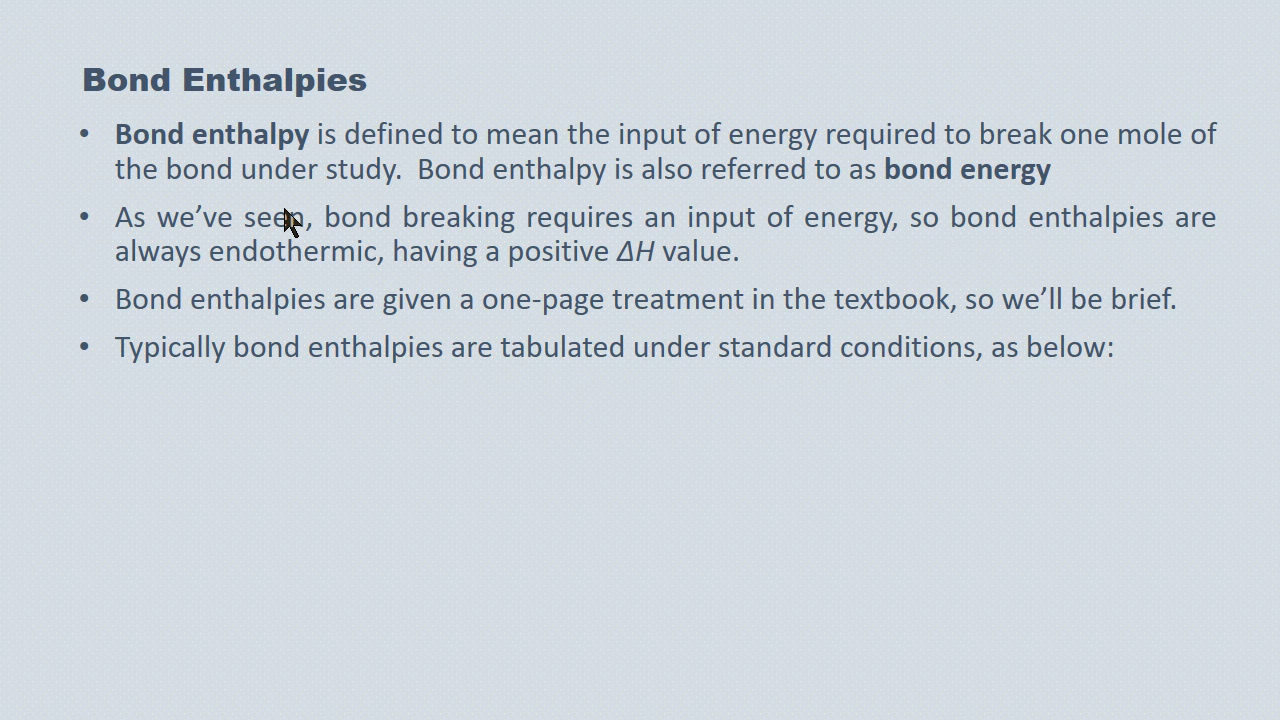 Bond Enthalpies
• Bond enthalpy is defined to mean the input of energy required to break one mole of
the bond under study.  Bond enthalpy is also referred to as bond energy
• As we’ve seen, bond breaking requires an input of energy, so bond enthalpies are
always endothermic, having a positive ΔH value.
• Bond enthalpies are given a one-page treatment in the textbook, so we’ll be brief.
• Typically bond enthalpies are tabulated under standard conditions, as below: